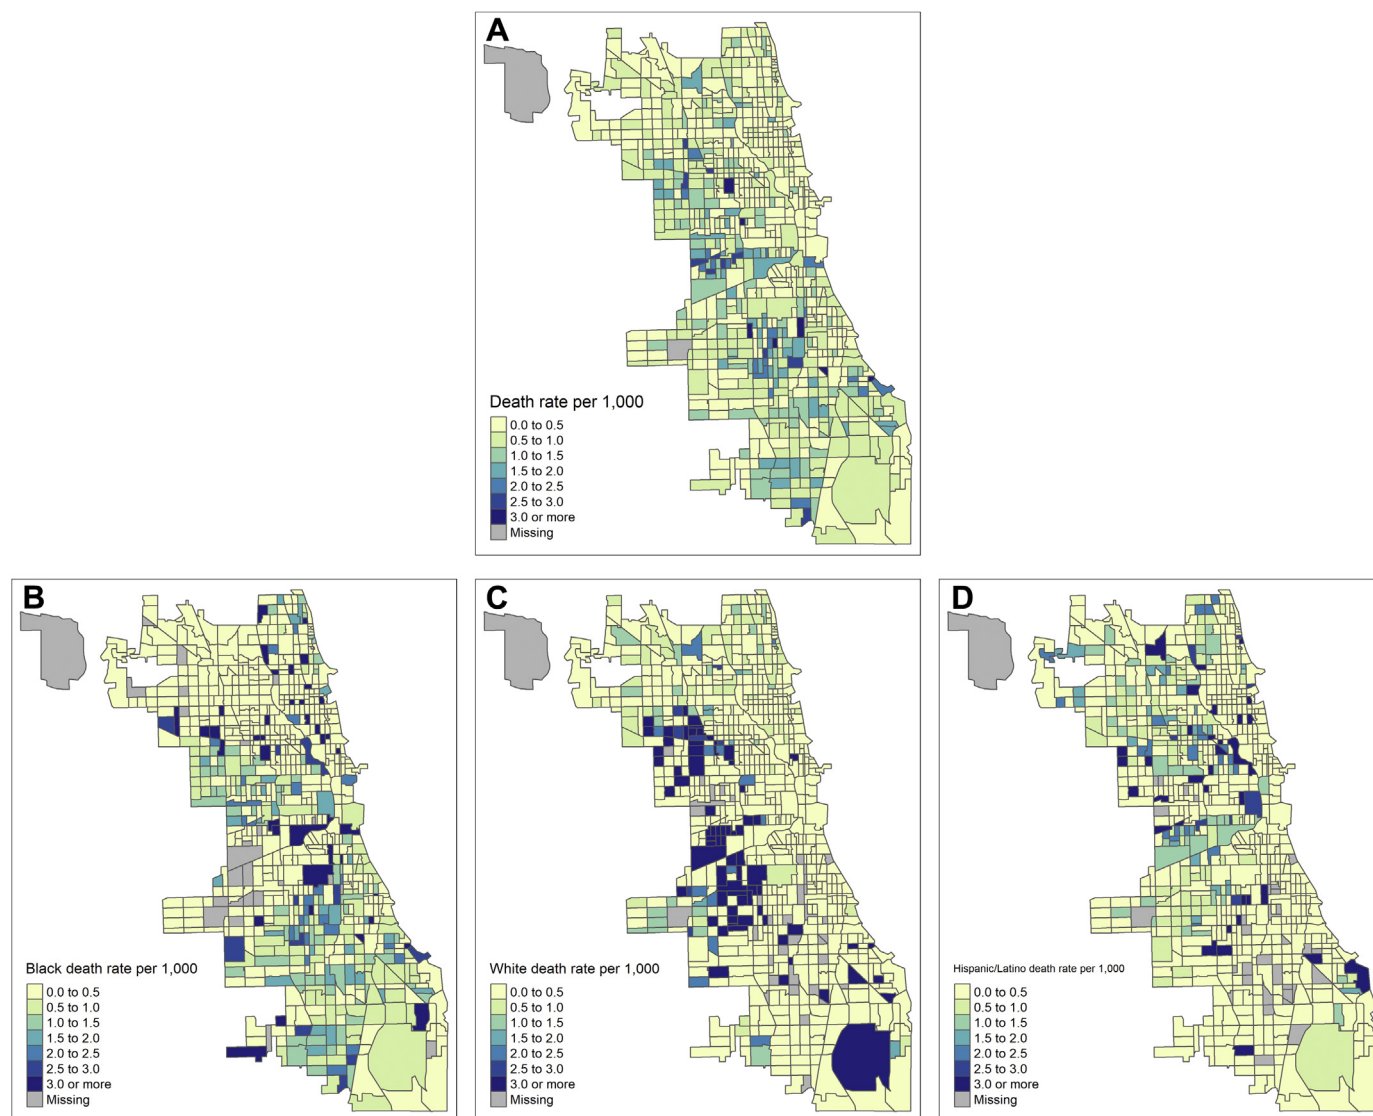 A
Death rate per 1,000
0.0 to 0.5
0.5 to 1.0
1.0 to 1.5
1.5 to 2.0
2.0 to 2.5
2.5 to 3.0
3.0 or more
Missing
B
Black death rate per 1,000
0.0 to 0.5
0.5 to 1.0
1.0 to 1.5
1.5 to 2.0
2.0 to 2.5
2.5 to 3.0
3.0 or more
Missing
C
White death rate per 1,000
0.0 to 0.5
0.5 to 1.0
1.0 to 1.5
1.5 to 2.0
2.0 to 2.5
2.5 to 3.0
3.0 or more
Missing
D
Hispanic/Latino death rate per 1,000
0.0 to 0.5
0.5 to 1.0
1.0 to 1.5
1.5 to 2.0
2.0 to 2.5
2.5 to 3.0
3.0 or more
Missing